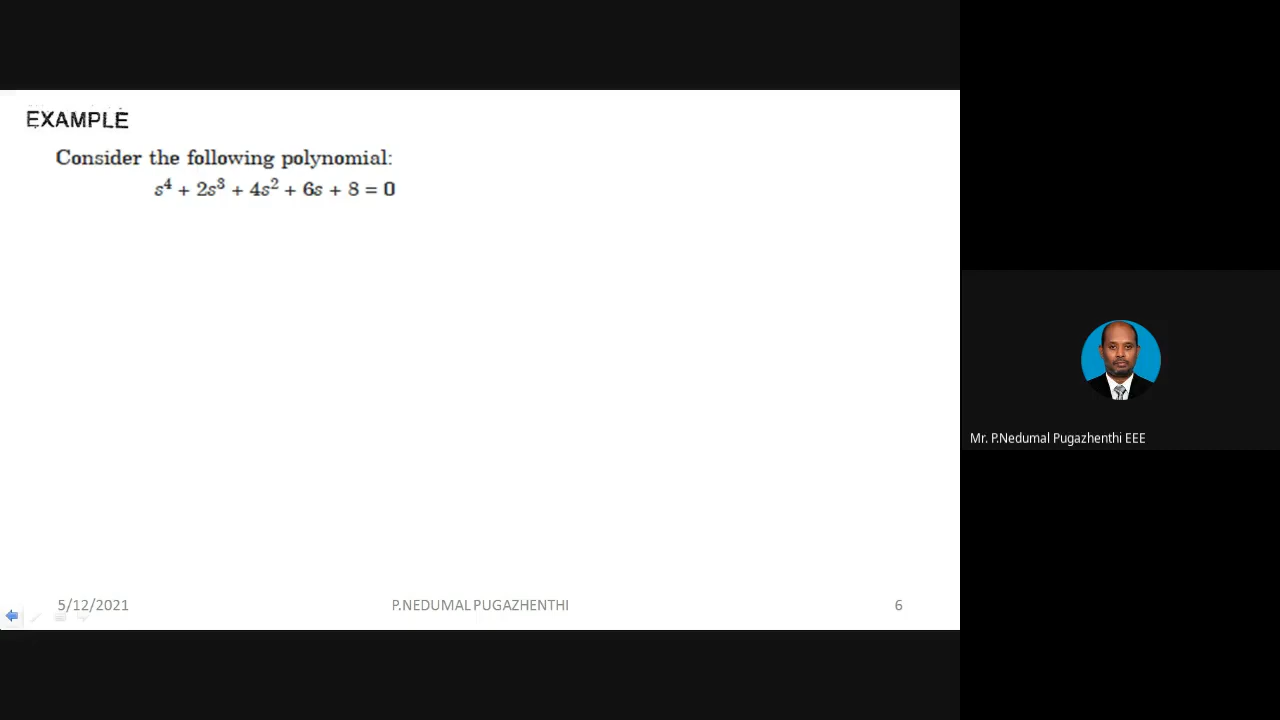 EXAMPLE
Consider the following polynomial:
s⁴ + 2s³ + 4s² + 6s + 8 = 0
Mr. P.Nedumal Pugazhenthi EEE
5/12/2021 P.NEDUMAL PUGAZHENTHI 6